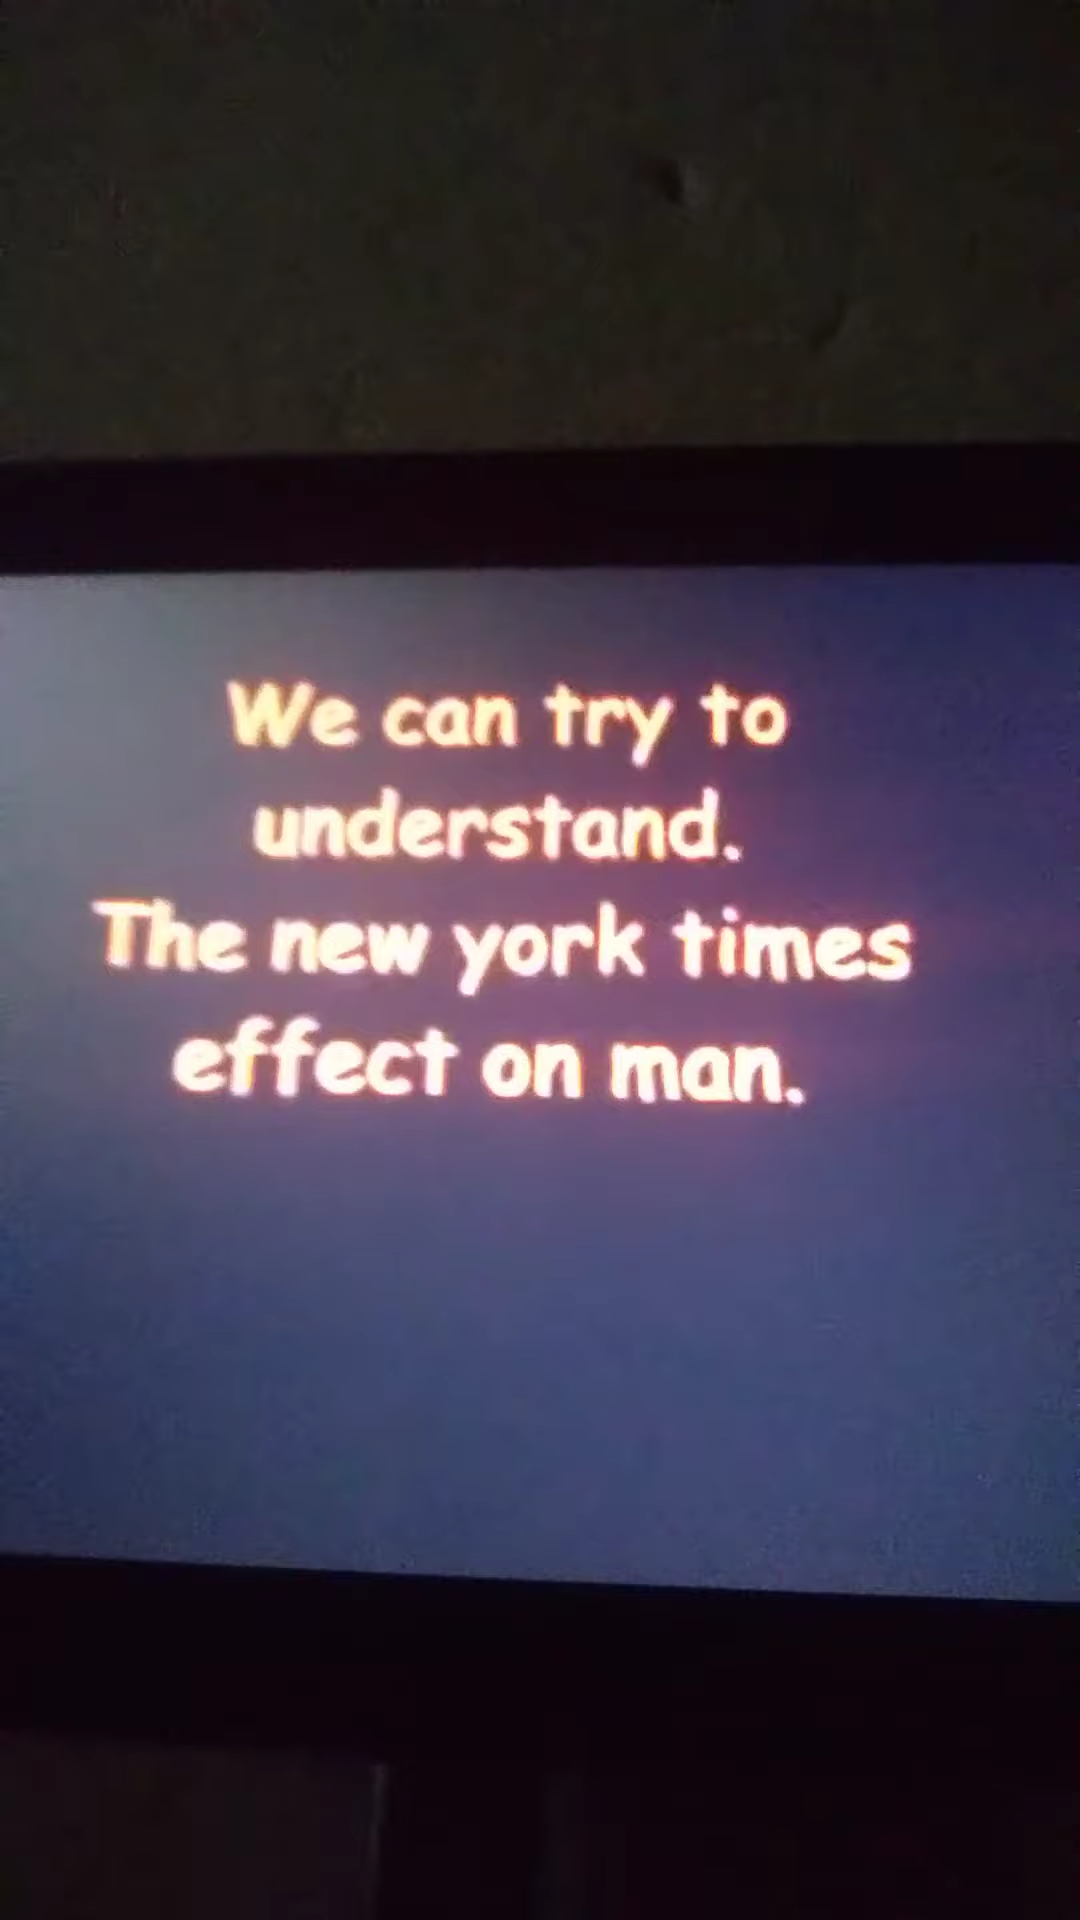 We can try to
understand.
The new york times
effect on man.